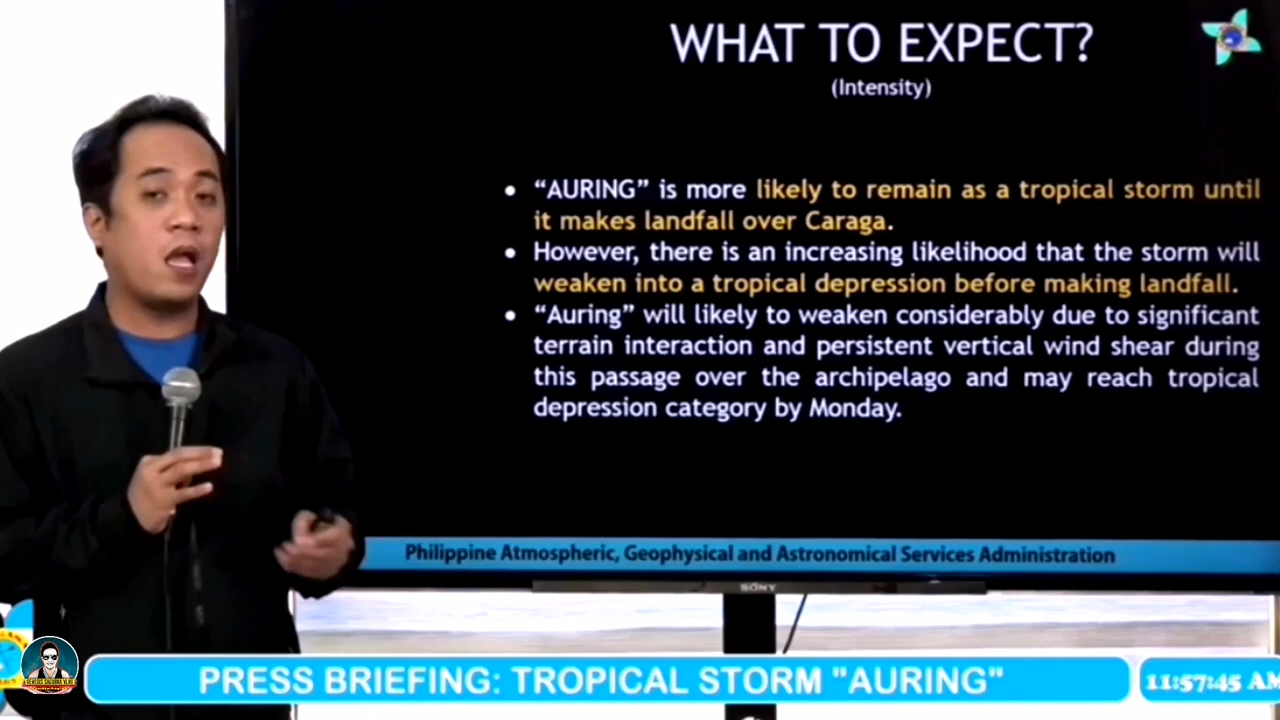 WHAT TO EXPECT?
(Intensity)
• “AURING” is more likely to remain as a tropical storm until
it makes landfall over Caraga.
• However, there is an increasing likelihood that the storm will
weaken into a tropical depression before making landfall.
• “Auring” will likely to weaken considerably due to significant
terrain interaction and persistent vertical wind shear during
this passage over the archipelago and may reach tropical
depression category by Monday.
Philippine Atmospheric, Geophysical and Astronomical Services Administration
SONY
PRESS BRIEFING: TROPICAL STORM "AURING"
11:57:45 AM